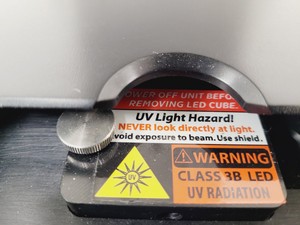 POWER OFF UNIT BEFO
REMOVING LED CUBE.
UV Light Hazard!
NEVER look directly at light.
void exposure to beam. Use shield.
WARNING
CLASS 3B LED
UV RADIATION
UV